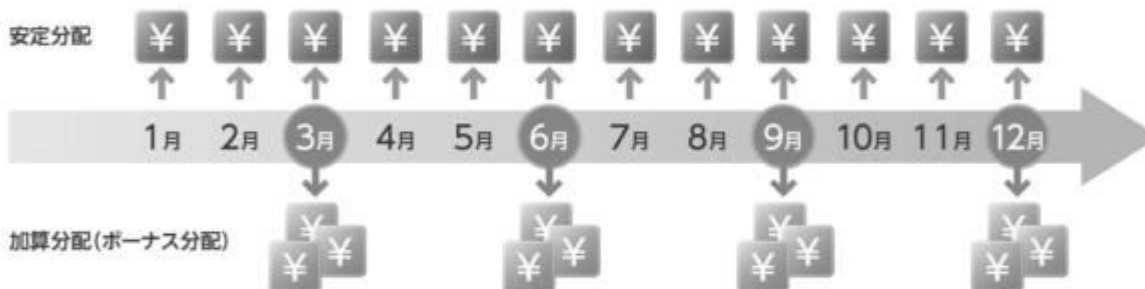 安定分配 ¥ ¥ ¥ ¥ ¥ ¥ ¥ ¥ ¥ ¥ ¥ ¥
1月 2月 3月 4月 5月 6月 7月 8月 9月 10月 11月 12月
加算分配(ボーナス分配) ¥ ¥ ¥ ¥ ¥ ¥ ¥ ¥ ¥ ¥ ¥ ¥